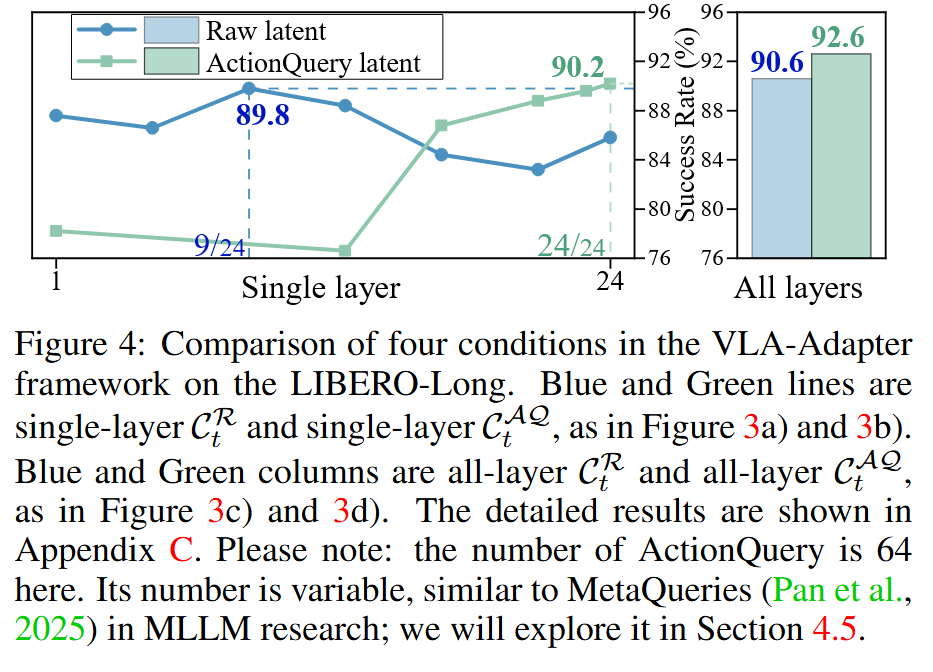 Raw latent
ActionQuery latent
89.8
90.2
9/24
24/24
1
24
Single layer
96
92
88
84
80
76
Success Rate (%)
96
92
88
84
80
76
90.6
92.6
All layers
Figure 4: Comparison of four conditions in the VLA-Adapter
framework on the LIBERO-Long. Blue and Green lines are
single-layer $\mathcal{C}_t^{\mathcal{R}}$ and single-layer $\mathcal{C}_t^{\mathcal{AQ}}$, as in Figure 3a) and 3b).
Blue and Green columns are all-layer $\mathcal{C}_t^{\mathcal{R}}$ and all-layer $\mathcal{C}_t^{\mathcal{AQ}}$,
as in Figure 3c) and 3d). The detailed results are shown in
Appendix C. Please note: the number of ActionQuery is 64
here. Its number is variable, similar to MetaQueries (Pan et al.,
2025) in MLLM research; we will explore it in Section 4.5.